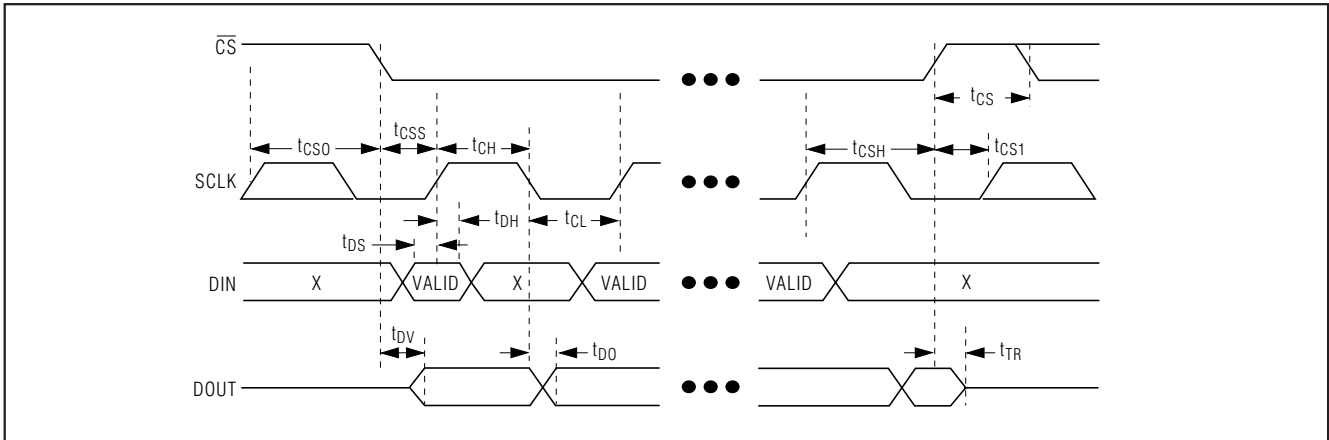 CS
tCS
tCSO tCSS tCH tCSH tCS1
SCLK
tDH tCL
tDS
DIN X VALID X VALID VALID X
tDV tDO tTR
DOUT